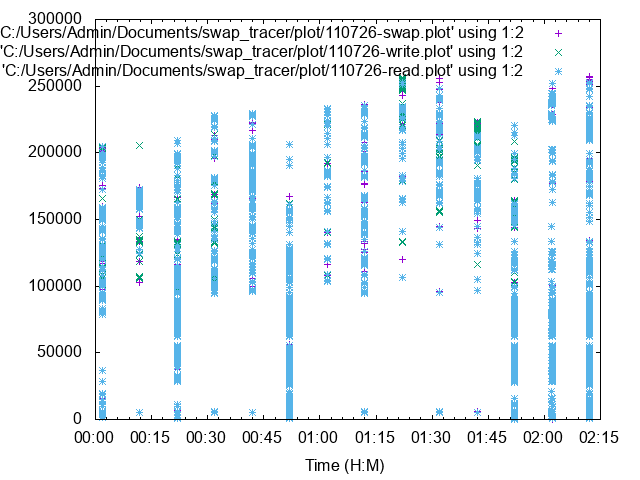 300000
C:/Users/Admin/Documents/swap_tracer/plot/110726-swap.plot' using 1:2
'C:/Users/Admin/Documents/swap_tracer/plot/110726-write.plot' using 1:2
'C:/Users/Admin/Documents/swap_tracer/plot/110726-read.plot' using 1:2
250000
200000
150000
100000
50000
0
00:00 00:15 00:30 00:45 01:00 01:15 01:30 01:45 02:00 02:15
Time (H:M)